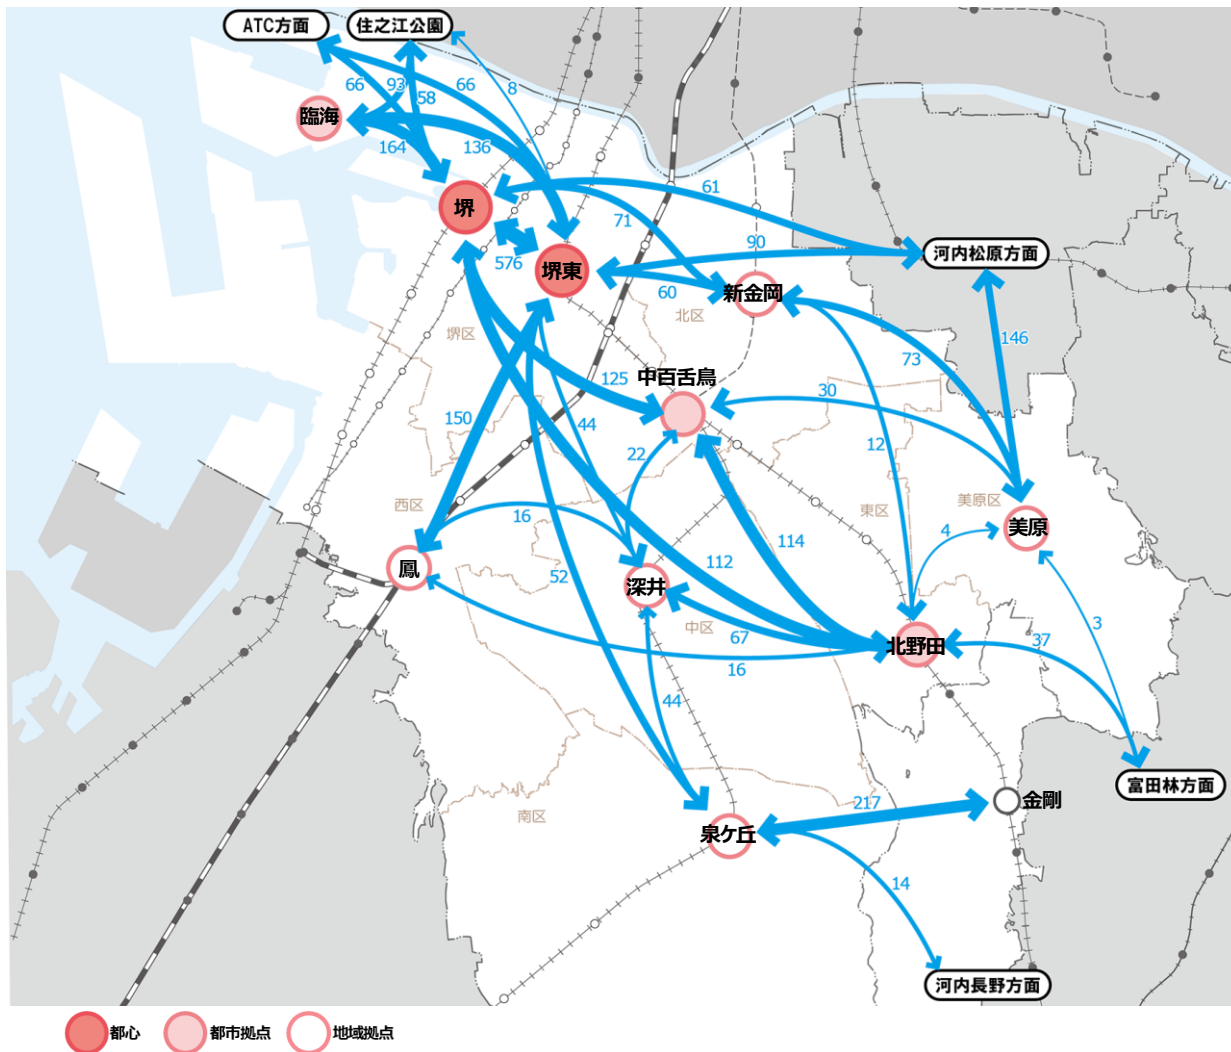 ATC方面
住之江公園
66
93
66
8
58
臨海
164
136
堺
61
71
576
90
河内松原方面
堺東
60
新金岡
北区
堺区
146
73
中百舌鳥
125
30
150
44
22
12
西区
16
東区
美原区
4
美原
114
鳳
52
深井
112
3
中区
67
北野田
37
16
44
富田林方面
217
金剛
南区
泉ケ丘
14
河内長野方面
都心
都市拠点
地域拠点